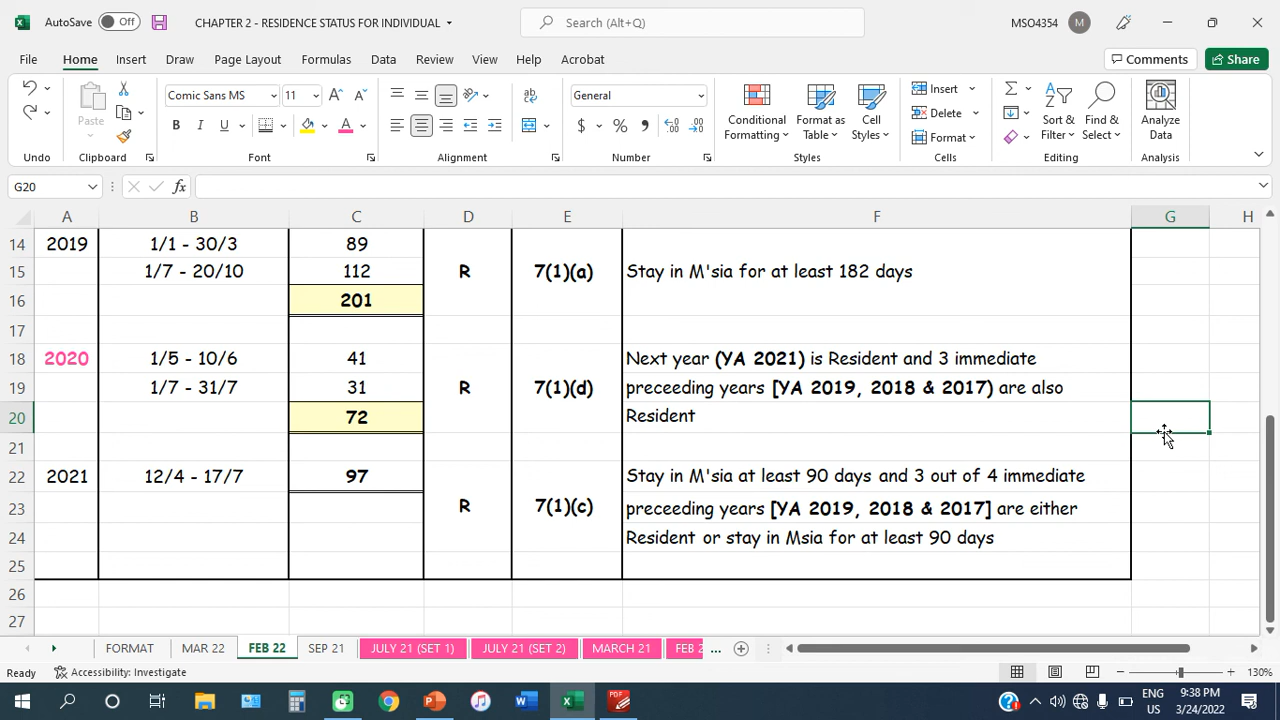 AutoSave Off CHAPTER 2 - RESIDENCE STATUS FOR INDIVIDUAL Search (Alt+Q) MSO4354 M
File Home Insert Draw Page Layout Formulas Data Review View Help Acrobat Comments Share
Comic Sans MS 11 A A ab General Insert
Paste B I U A $ % , Conditional Formatting Format as Table Cell Styles Delete Sort & Filter Find & Select Analyze Data
Format
Undo Clipboard Font Alignment Number Styles Cells Editing Analysis
G20 fx
A B C D E F G H
14 2019 1/1 - 30/3 89
15 1/7 - 20/10 112 R 7(1)(a) Stay in M'sia for at least 182 days
16 201
17
18 2020 1/5 - 10/6 41 Next year (YA 2021) is Resident and 3 immediate
19 1/7 - 31/7 31 R 7(1)(d) preceeding years [YA 2019, 2018 & 2017) are also
20 72 Resident
21
22 2021 12/4 - 17/7 97 Stay in M'sia at least 90 days and 3 out of 4 immediate
23 R 7(1)(c) preceeding years [YA 2019, 2018 & 2017] are either
24 Resident or stay in Msia for at least 90 days
25
26
27
FORMAT MAR 22 FEB 22 SEP 21 JULY 21 (SET 1) JULY 21 (SET 2) MARCH 21 FEB 2 ...
Ready Accessibility: Investigate 130%
ENG US 9:38 PM 3/24/2022